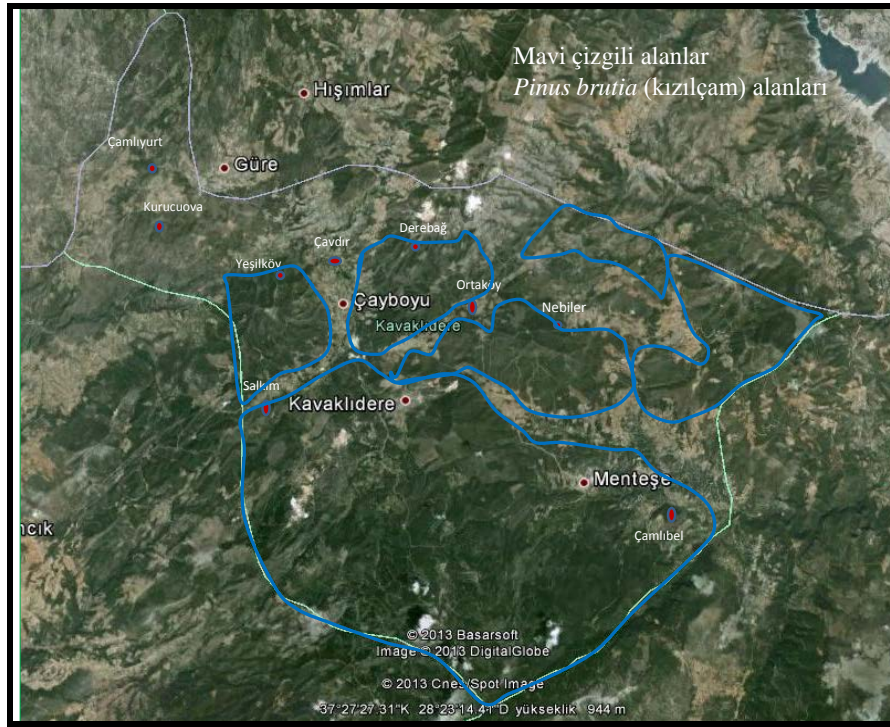 Mavi çizgili alanlar
Pinus brutia (kızılçam) alanları
Hışımlar
Çamlıyurt
Güre
Kurucuova
Derebağ
Çavdır
Yeşilköv
Çayboyu
Ortaköy
Nebiler
Kavaklıdere
Salkım
Kavaklıdere
Menteşe
Çamlıbel
ncık
© 2013 Basarsoft
Image © 2013 DigitalGlobe
© 2013 Cnes/Spot Image
37°27'27.31"K 28°23'14.41"D yükseklik 944 m